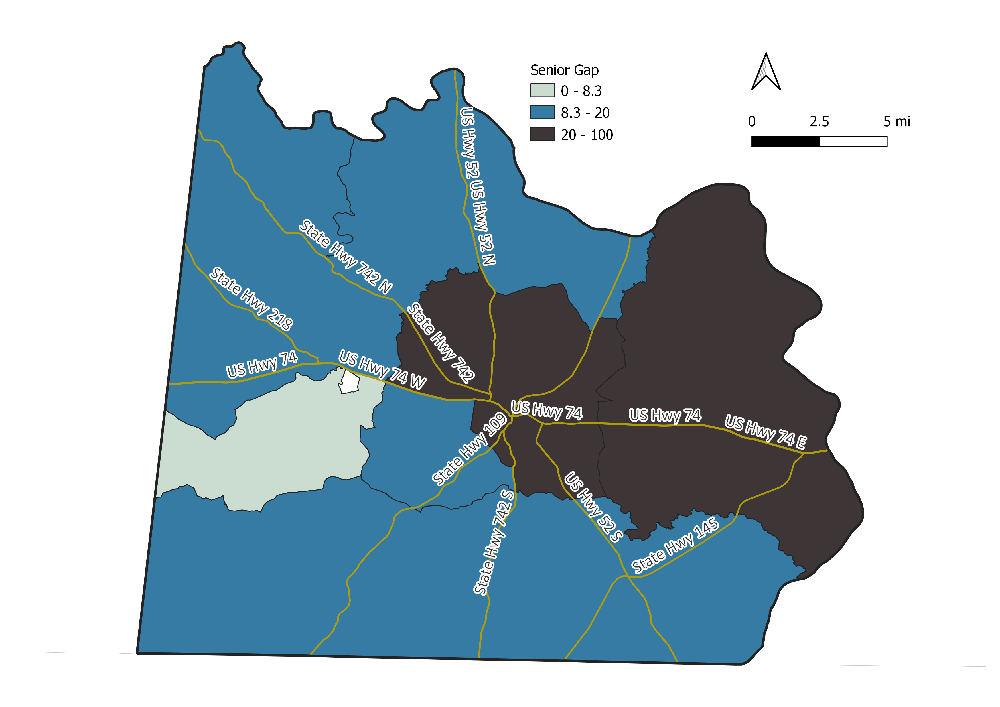 Senior Gap
0 - 8.3
8.3 - 20
20 - 100
0 2.5 5 mi
US Hwy 52
US Hwy 52 N
State Hwy 742 N
State Hwy 218
State Hwy 742
US Hwy 74
US Hwy 74 W
US Hwy 74
US Hwy 74
US Hwy 74 E
State Hwy 109
US Hwy 52 S
State Hwy 742 S
State Hwy 145